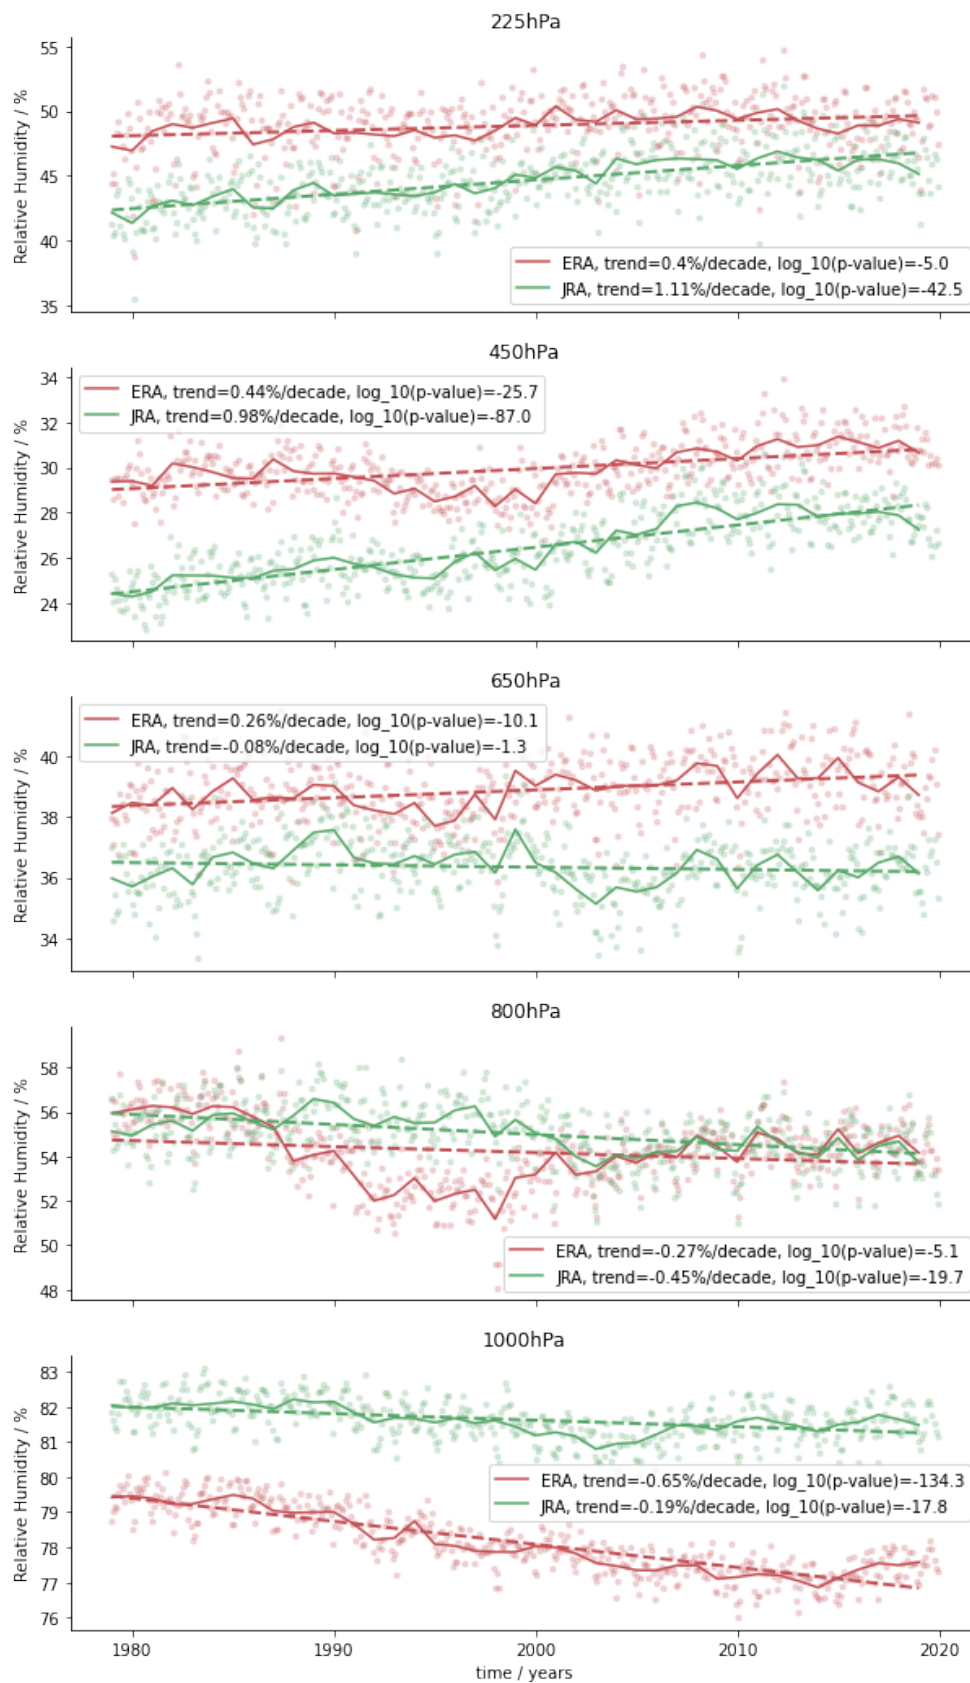 225hPa
Relative Humidity / %
55
50
45
40
35
ERA, trend=0.4%/decade, log_10(p-value)=-5.0
JRA, trend=1.11%/decade, log_10(p-value)=-42.5
450hPa
Relative Humidity / %
34
32
30
28
26
24
ERA, trend=0.44%/decade, log_10(p-value)=-25.7
JRA, trend=0.98%/decade, log_10(p-value)=-87.0
650hPa
Relative Humidity / %
40
38
36
34
ERA, trend=0.26%/decade, log_10(p-value)=-10.1
JRA, trend=-0.08%/decade, log_10(p-value)=-1.3
800hPa
Relative Humidity / %
58
56
54
52
50
48
ERA, trend=-0.27%/decade, log_10(p-value)=-5.1
JRA, trend=-0.45%/decade, log_10(p-value)=-19.7
1000hPa
Relative Humidity / %
83
82
81
80
79
78
77
76
ERA, trend=-0.65%/decade, log_10(p-value)=-134.3
JRA, trend=-0.19%/decade, log_10(p-value)=-17.8
1980 1990 2000 2010 2020
time / years